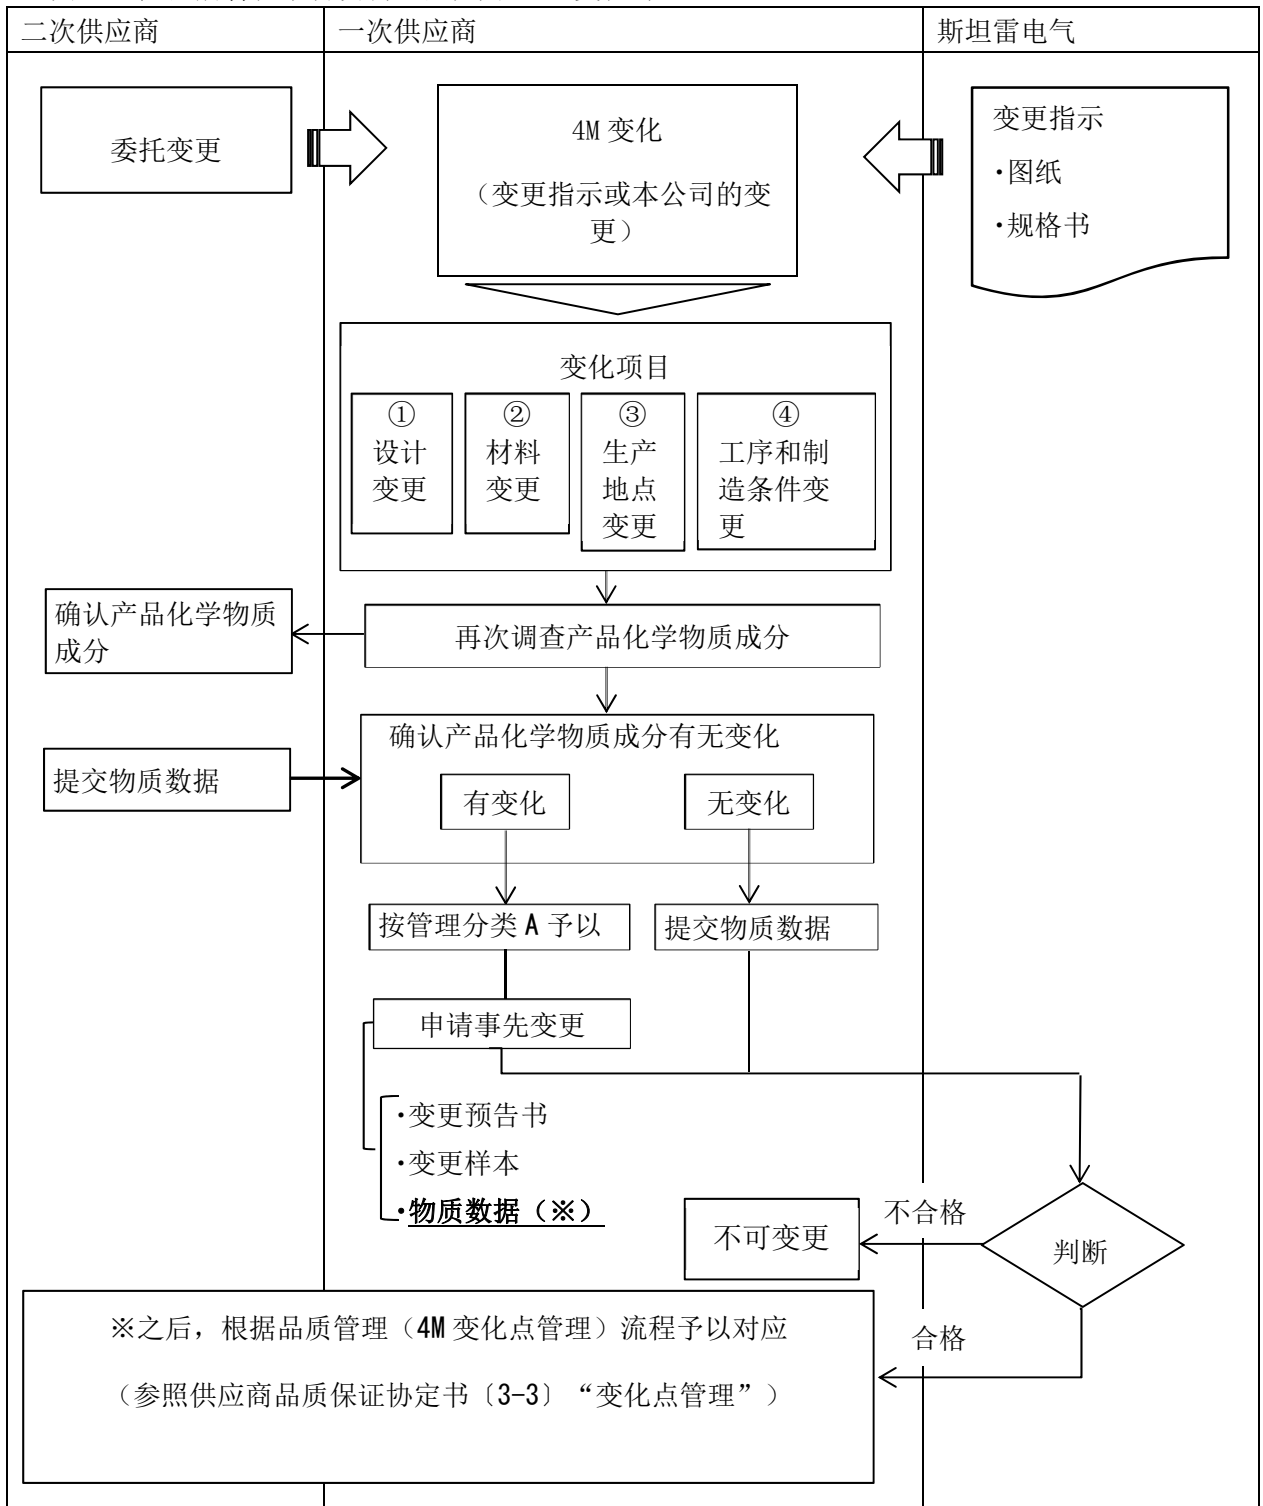 二次供应商
一次供应商
斯坦雷电气
委托变更
4M 变化
（变更指示或本公司的变
更）
变更指示
·图纸
·规格书
变化项目
①
设计
变更
②
材料
变更
③
生产
地点
变更
④
工序和制
造条件变
更
确认产品化学物质
成分
再次调查产品化学物质成分
确认产品化学物质成分有无变化
提交物质数据
有变化
无变化
按管理分类 A 予以
提交物质数据
申请事先变更
·变更预告书
·变更样本
·物质数据（※）
不可变更
不合格
判断
※之后，根据品质管理（4M 变化点管理）流程予以对应
（参照供应商品质保证协定书〔3-3〕“变化点管理”）
合格